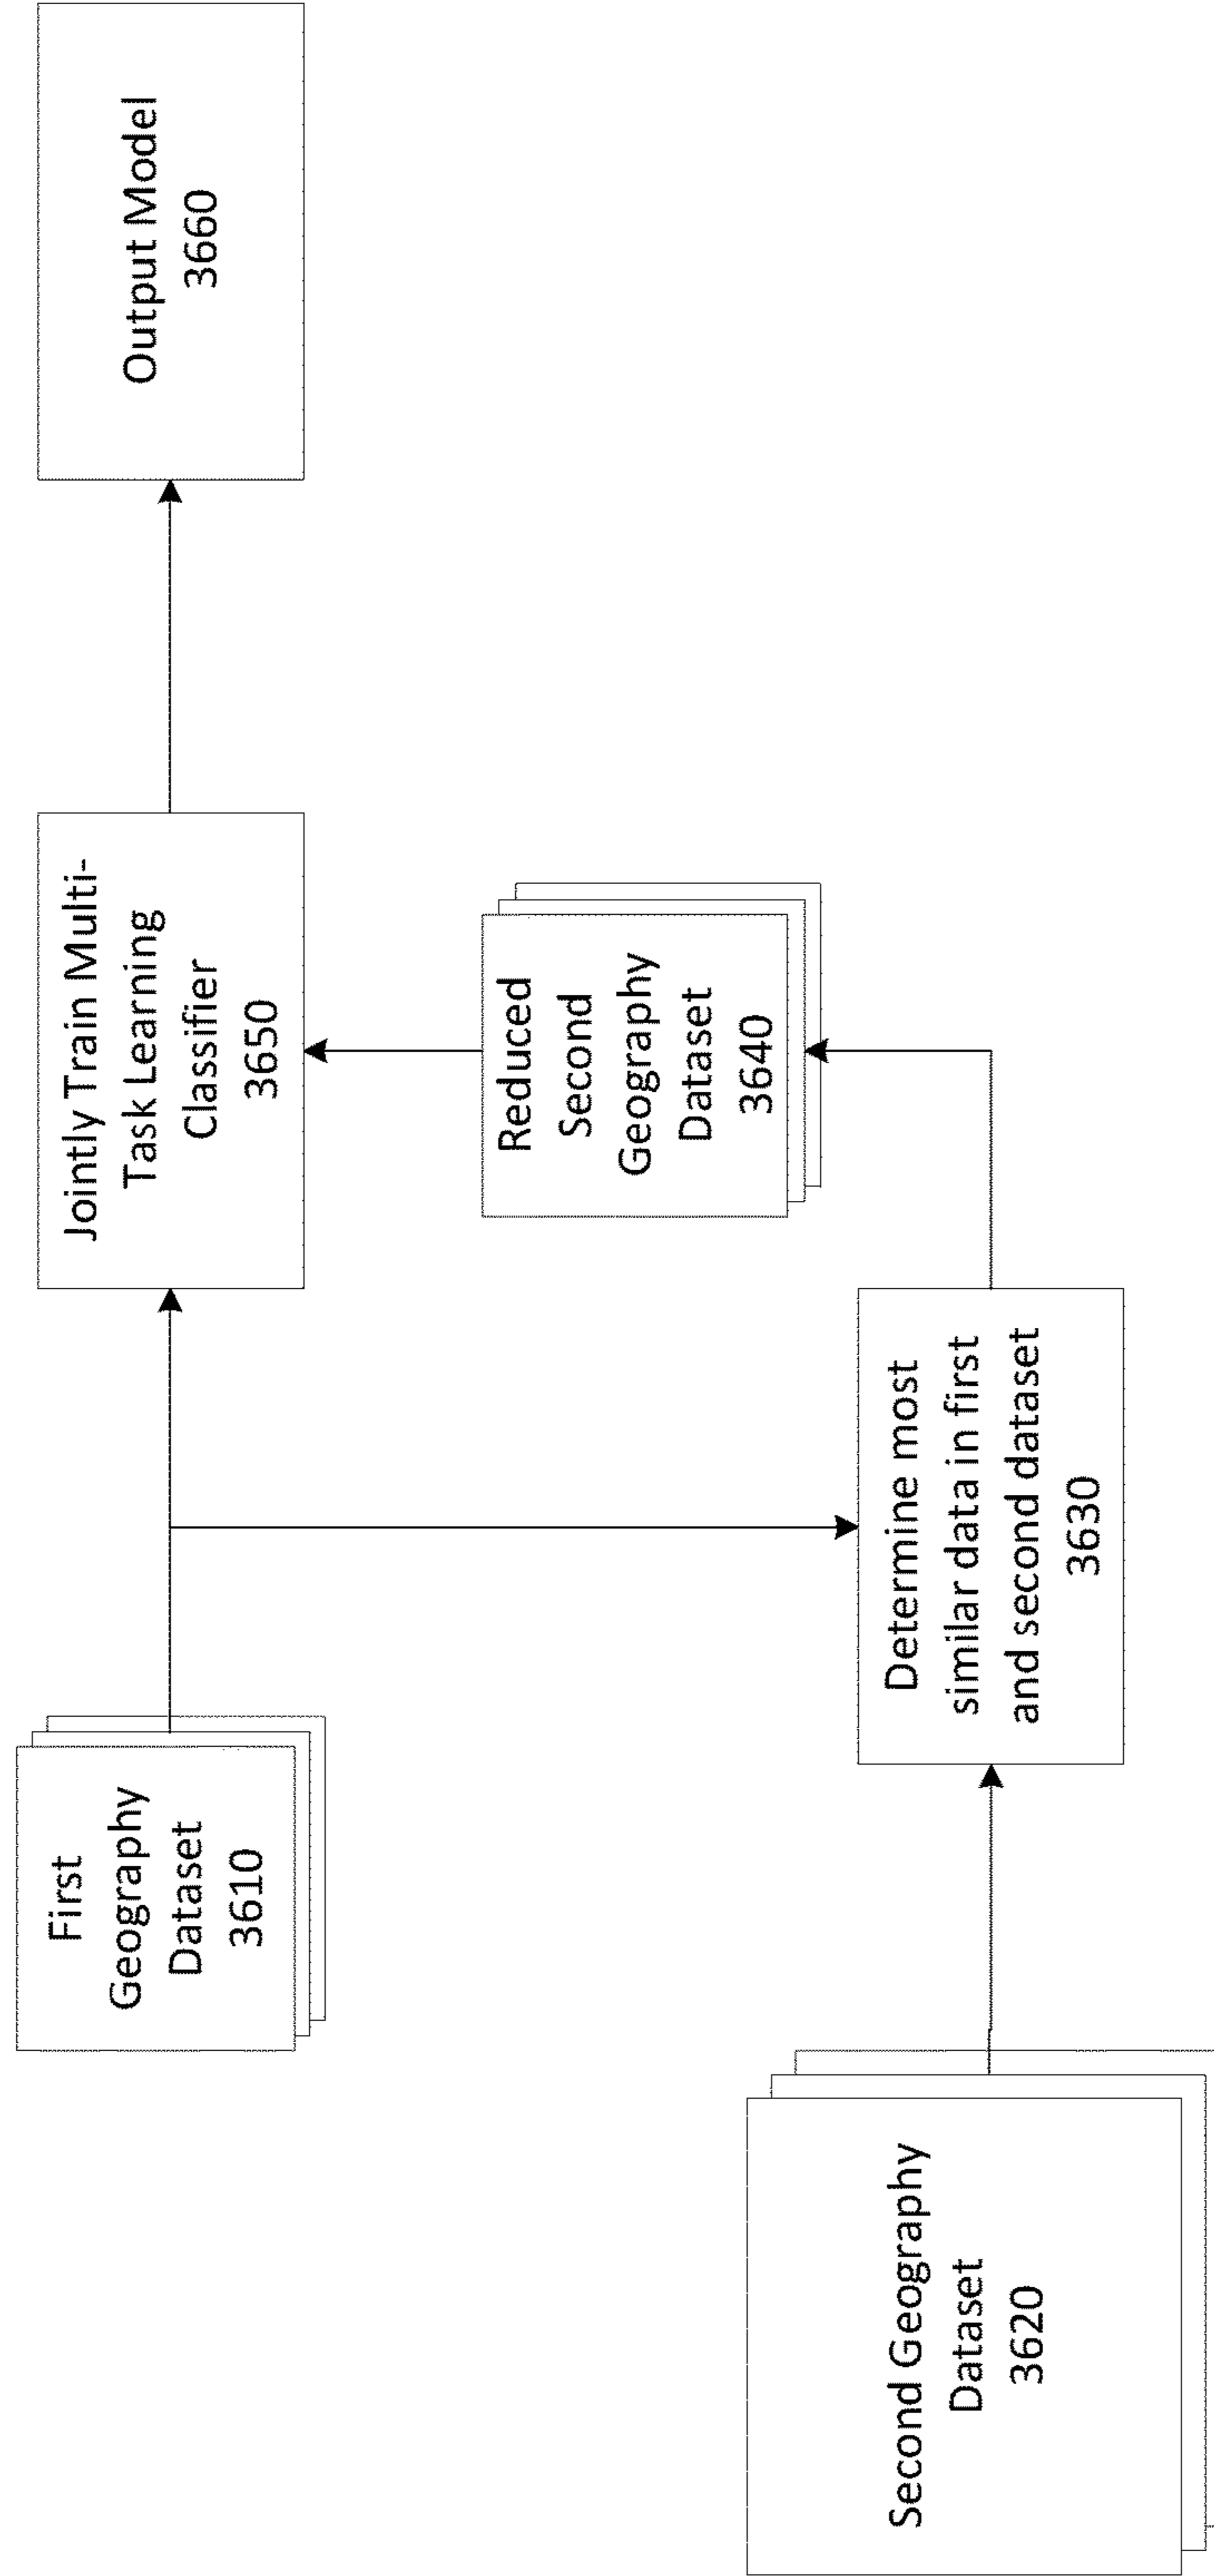 First
Geography
Dataset
3610
Second Geography
Dataset
3620
Determine most
similar data in first
and second dataset
3630
Reduced
Second
Geography
Dataset
3640
Jointly Train Multi-
Task Learning
Classifier
3650
Output Model
3660